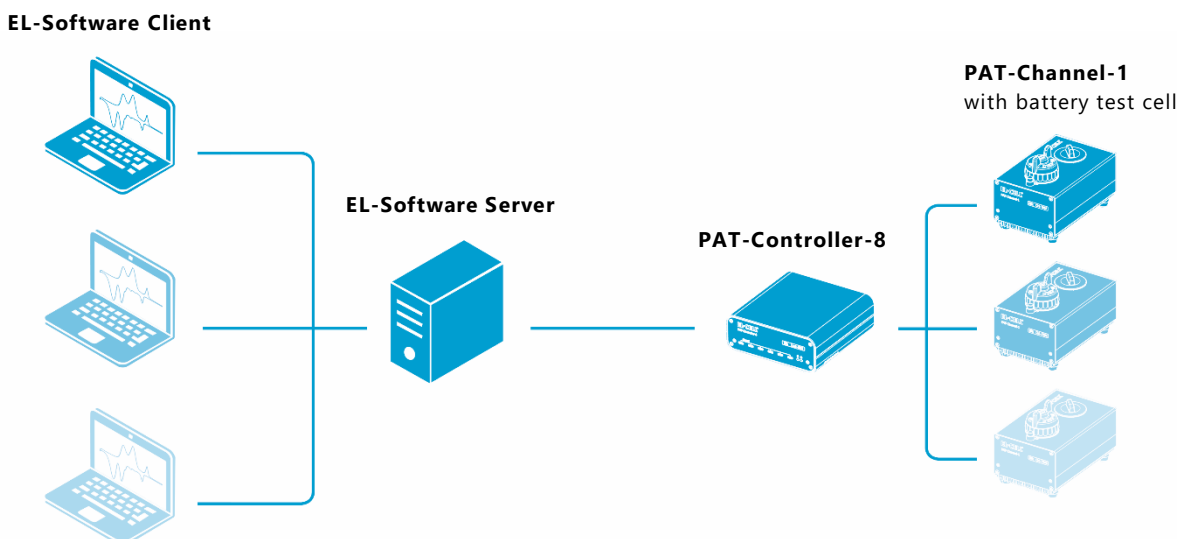 EL-Software Client
PAT-Channel-1
with battery test cell
EL-Software Server
PAT-Controller-8